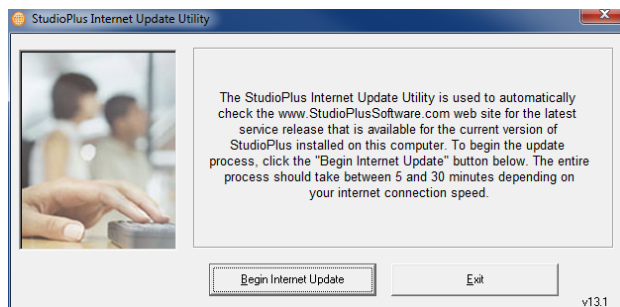 StudioPlus Internet Update Utility
The StudioPlus Internet Update Utility is used to automatically
check the www.StudioPlusSoftware.com web site for the latest
service release that is available for the current version of
StudioPlus installed on this computer. To begin the update
process, click the "Begin Internet Update" button below. The entire
process should take between 5 and 30 minutes depending on
your internet connection speed.
Begin Internet Update
Exit
v13.1